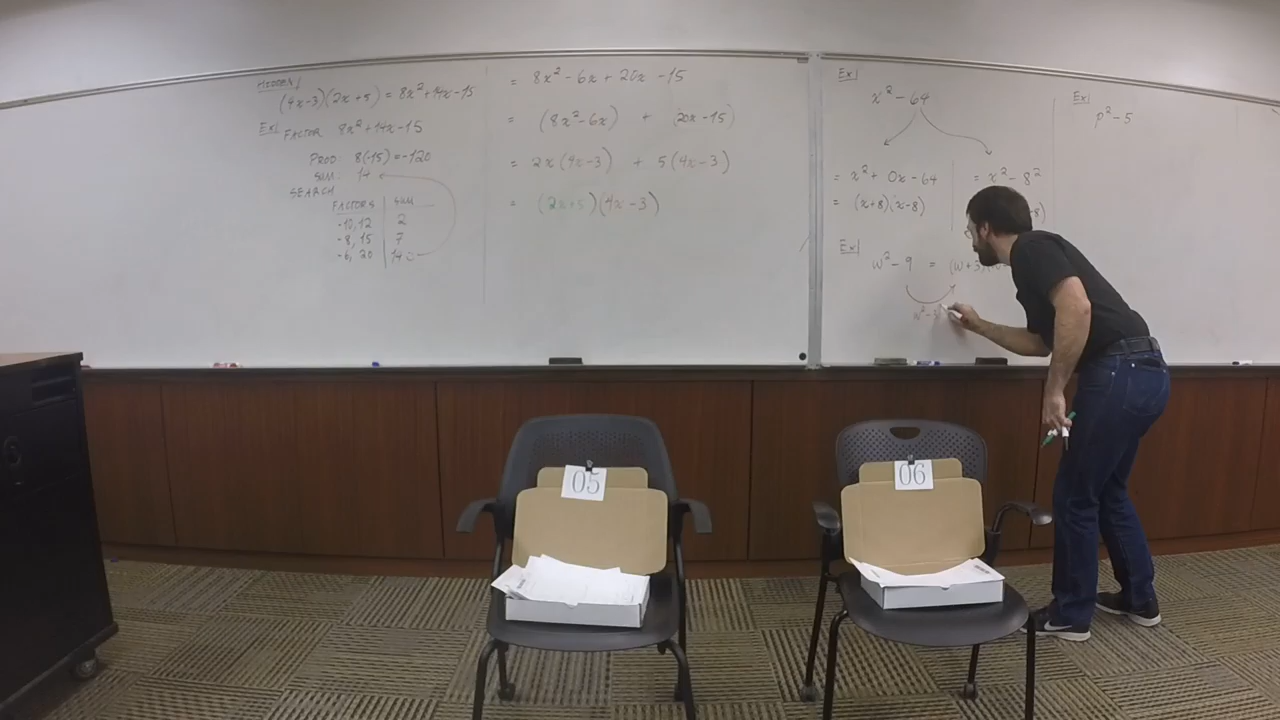 (4x-3)(2x+5) = 8x²+14x-15
Ex/ FACTOR 8x²+14x-15
PROD: 8(-15) = -120
SUM: 14
SEARCH
FACTORS | SUM
-10, 12 | 2
-8, 15 | 7
-6, 20 | 14
= 8x² - 6x + 20x - 15
= (8x² - 6x) + (20x - 15)
= 2x(4x-3) + 5(4x-3)
= (2x+5)(4x-3)
Ex/
x² - 64
= x² + 0x - 64
= (x+8)(x-8)
= x² - 8²
-8)
Ex/
w² - 9 = (w+3)(w
w²-3
Ex/
p² - 5
05
06